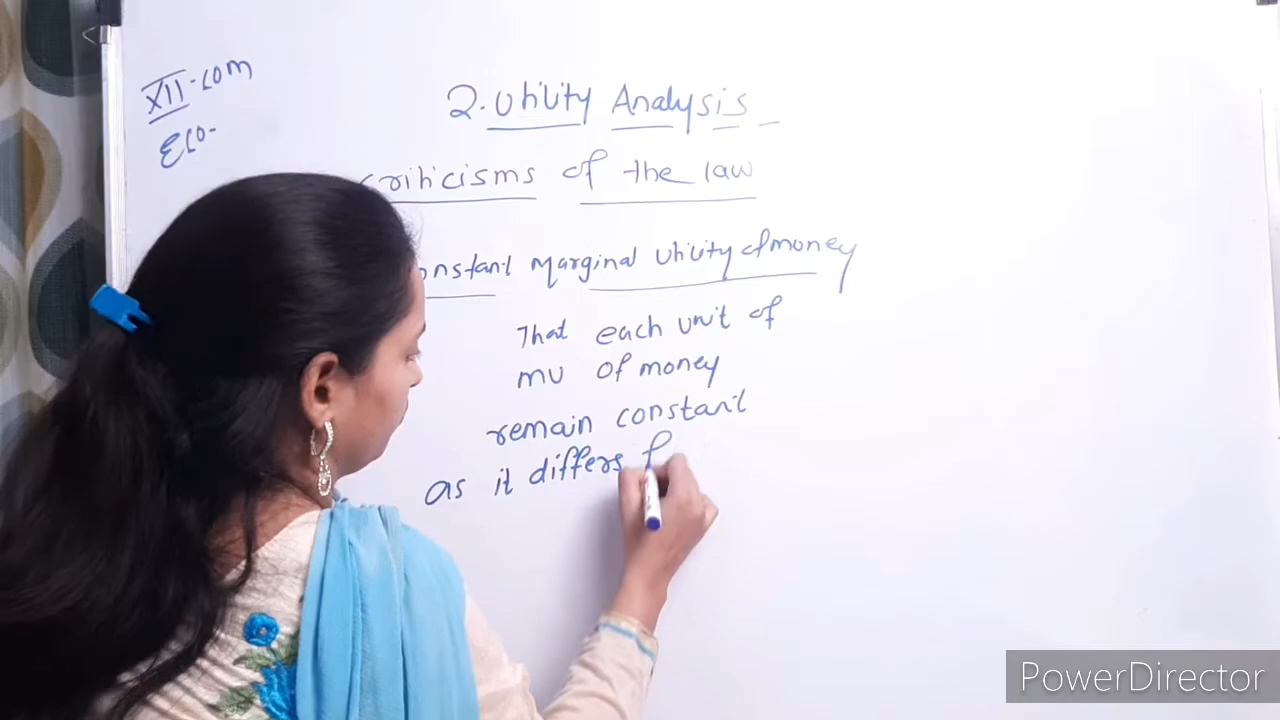 XII-com
Eco-
2. Utility Analysis
criticisms of the law
onstant marginal utility of money
That each unit of
mu of money
remain constant
as it differs f
PowerDirector